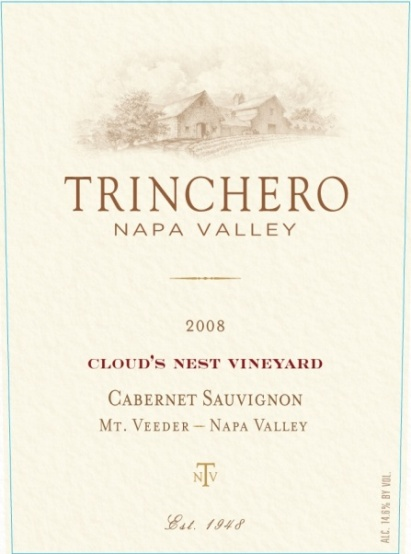 TRINCHERO
NAPA VALLEY
2008
CLOUD'S NEST VINEYARD
CABERNET SAUVIGNON
MT. VEEDER – NAPA VALLEY
NTV
Est. 1948
ALC. 14.6% BY VOL.